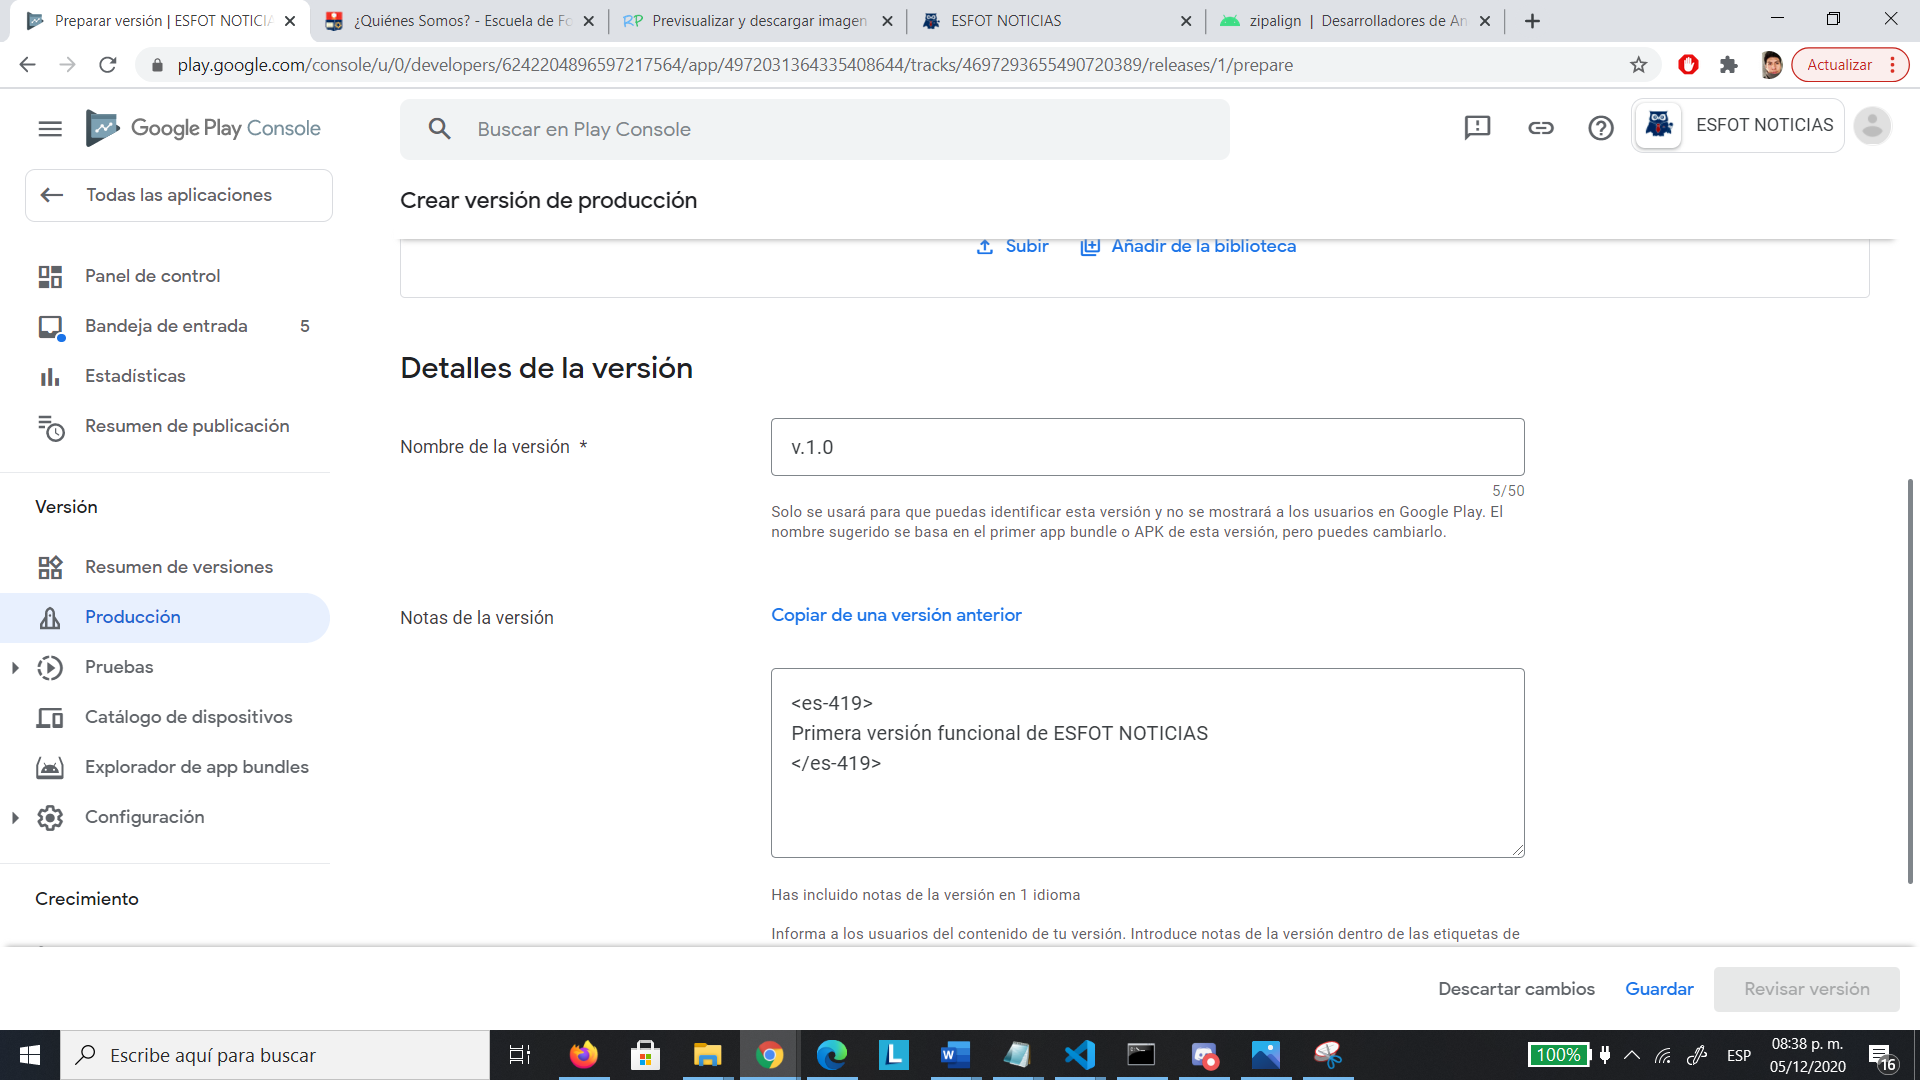 Preparar versión | ESFOT NOTICIA
¿Quiénes Somos? - Escuela de Fo
RP Previsualizar y descargar imagen
ESFOT NOTICIAS
zipalign | Desarrolladores de An
play.google.com/console/u/0/developers/6242204896597217564/app/4972031364335408644/tracks/4697293655490720389/releases/1/prepare
Actualizar
Google Play Console
Buscar en Play Console
ESFOT NOTICIAS
Todas las aplicaciones
Crear versión de producción
Subir
Añadir de la biblioteca
Panel de control
Bandeja de entrada 5
Estadísticas
Resumen de publicación
Versión
Resumen de versiones
Producción
Pruebas
Catálogo de dispositivos
Explorador de app bundles
Configuración
Crecimiento
Detalles de la versión
Nombre de la versión *
v.1.0
5/50
Solo se usará para que puedas identificar esta versión y no se mostrará a los usuarios en Google Play. El
nombre sugerido se basa en el primer app bundle o APK de esta versión, pero puedes cambiarlo.
Notas de la versión
Copiar de una versión anterior
<es-419>
Primera versión funcional de ESFOT NOTICIAS
</es-419>
Has incluido notas de la versión en 1 idioma
Informa a los usuarios del contenido de tu versión. Introduce notas de la versión dentro de las etiquetas de
Descartar cambios
Guardar
Revisar versión
Escribe aquí para buscar
100%
ESP
08:38 p. m.
05/12/2020
16